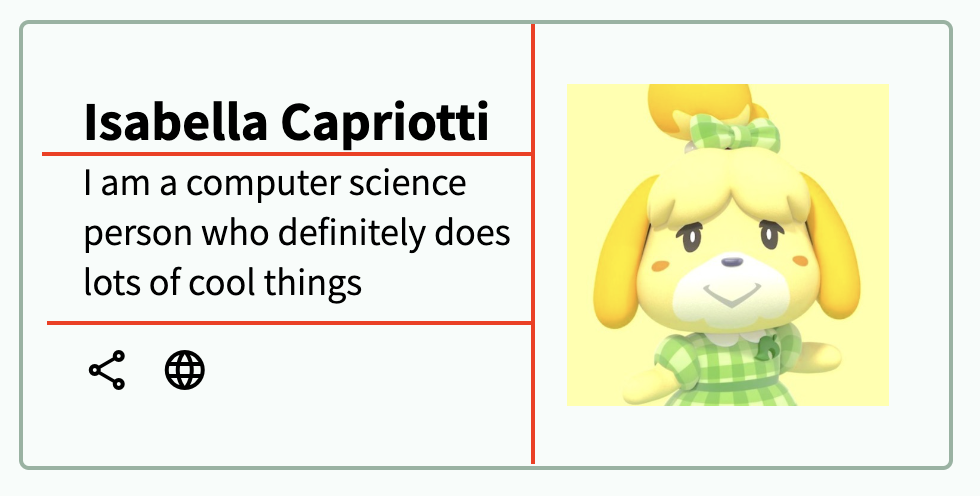 Isabella Capriotti
I am a computer science
person who definitely does
lots of cool things